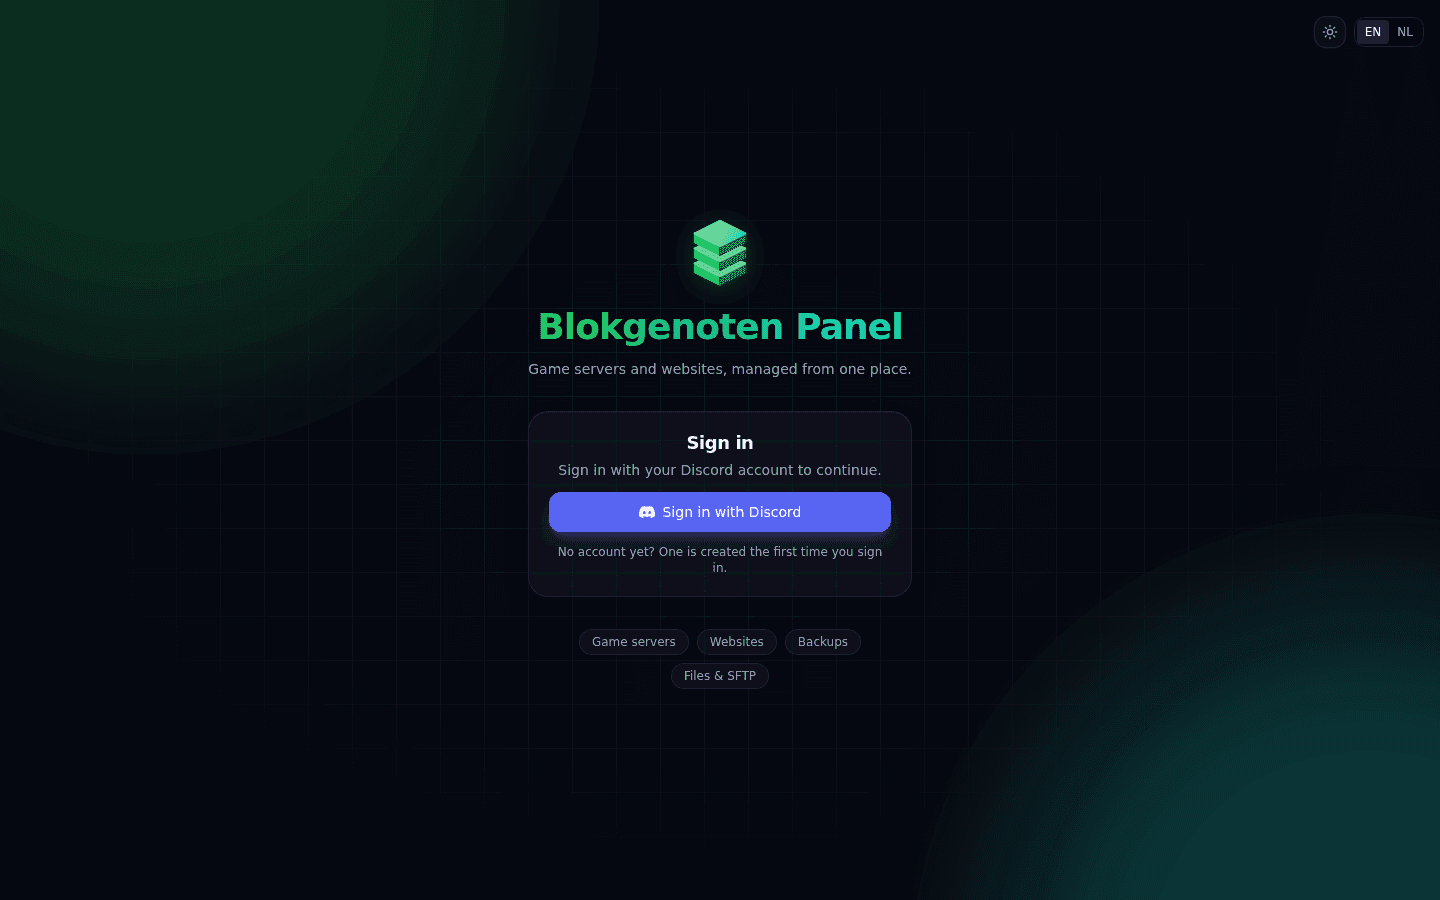 EN NL
Blokgenoten Panel
Game servers and websites, managed from one place.
Sign in
Sign in with your Discord account to continue.
Sign in with Discord
No account yet? One is created the first time you sign
in.
Game servers Websites Backups
Files & SFTP